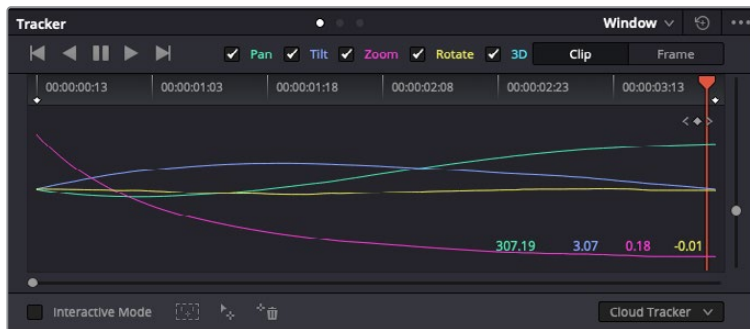 Tracker Window
Pan Tilt Zoom Rotate 3D Clip Frame
00:00:00:13 00:00:01:03 00:00:01:18 00:00:02:08 00:00:02:23 00:00:03:13
307.19 3.07 0.18 -0.01
Interactive Mode Cloud Tracker